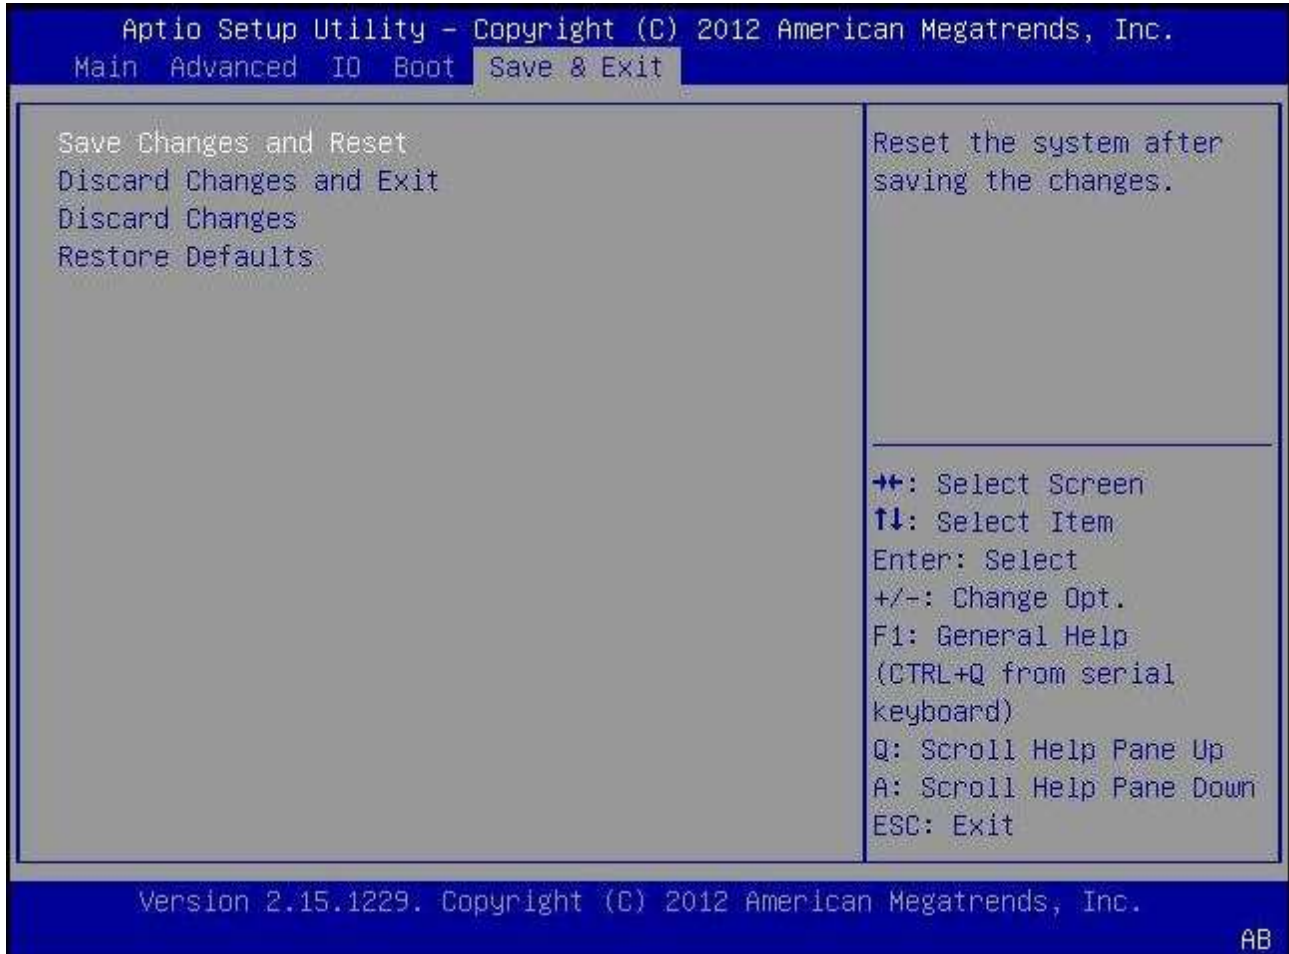 Aptio Setup Utility – Copyright (C) 2012 American Megatrends, Inc.
Main Advanced IO Boot Save & Exit
Save Changes and Reset
Discard Changes and Exit
Discard Changes
Restore Defaults
Reset the system after
saving the changes.
→←: Select Screen
↑↓: Select Item
Enter: Select
+/-: Change Opt.
F1: General Help
(CTRL+Q from serial
keyboard)
Q: Scroll Help Pane Up
A: Scroll Help Pane Down
ESC: Exit
Version 2.15.1229. Copyright (C) 2012 American Megatrends, Inc.
AB